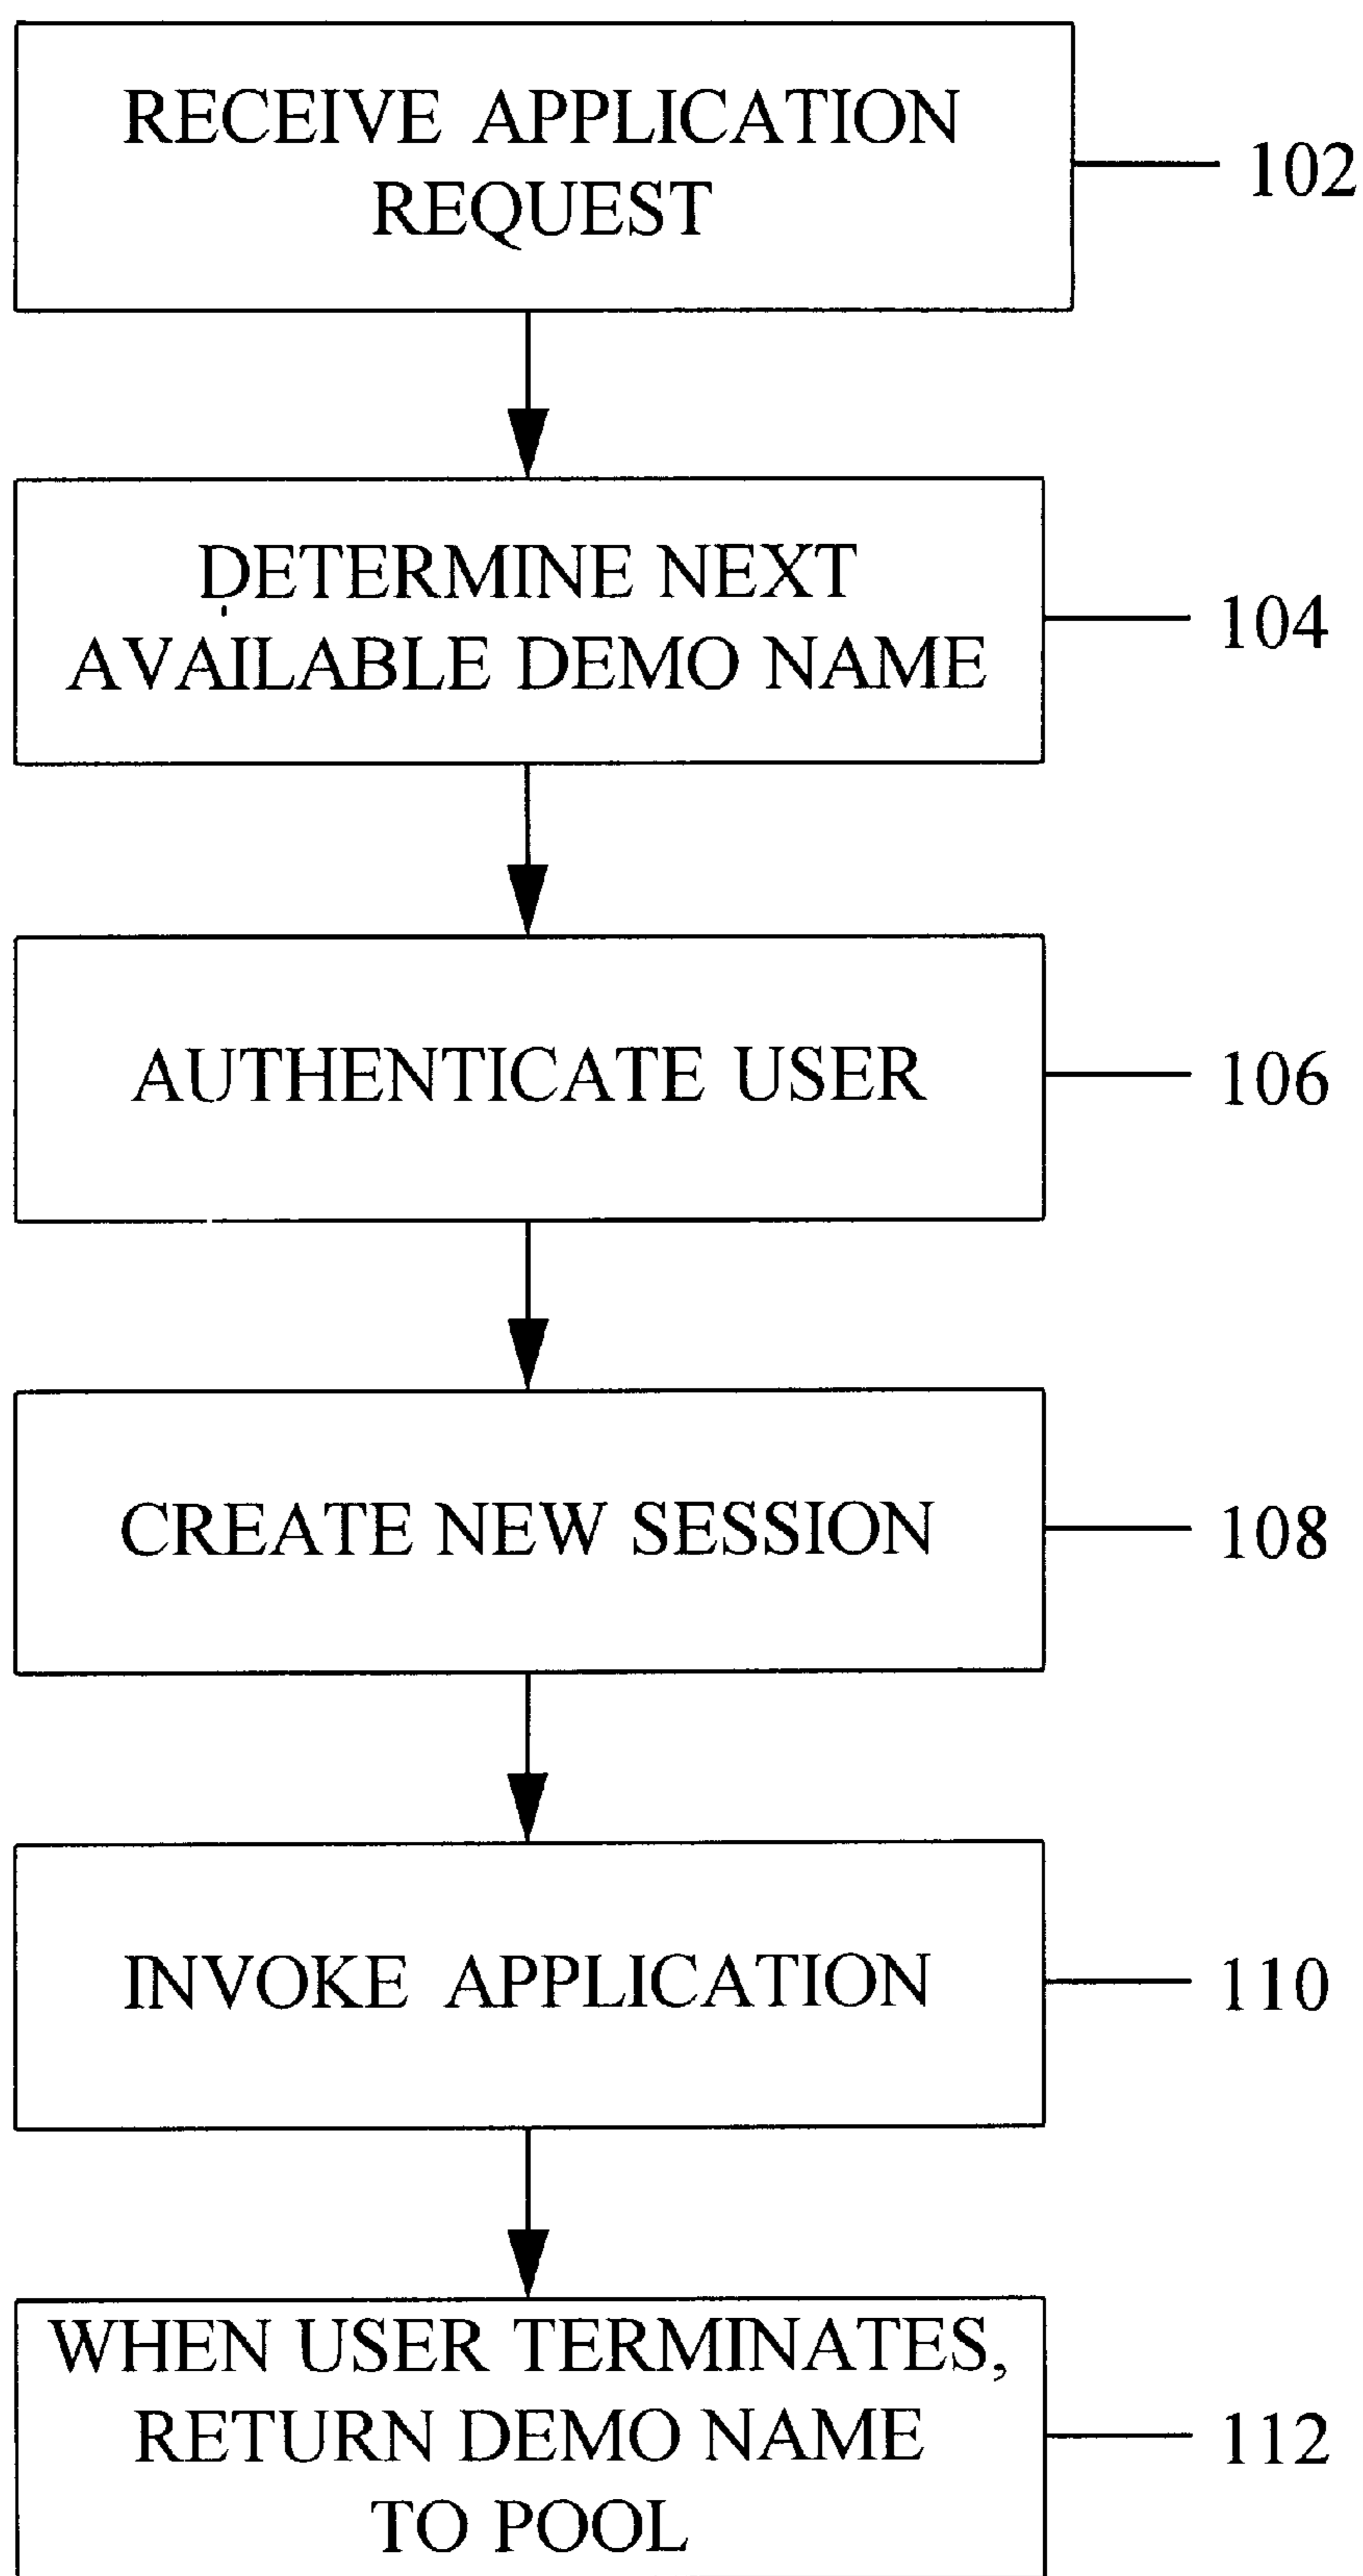 RECEIVE APPLICATION
REQUEST
102
DETERMINE NEXT
AVAILABLE DEMO NAME
104
AUTHENTICATE USER
106
CREATE NEW SESSION
108
INVOKE APPLICATION
110
WHEN USER TERMINATES,
RETURN DEMO NAME
TO POOL
112